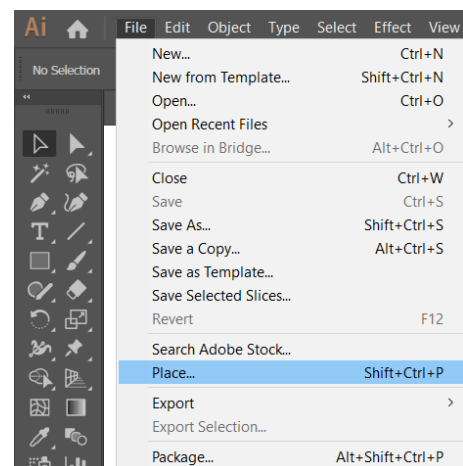 Ai File Edit Object Type Select Effect View
No Selection
New... Ctrl+N
New from Template... Shift+Ctrl+N
Open... Ctrl+O
Open Recent Files >
Browse in Bridge... Alt+Ctrl+O
Close Ctrl+W
Save Ctrl+S
Save As... Shift+Ctrl+S
Save a Copy... Alt+Ctrl+S
Save as Template...
Save Selected Slices...
Revert F12
Search Adobe Stock...
Place... Shift+Ctrl+P
Export >
Export Selection...
Package... Alt+Shift+Ctrl+P